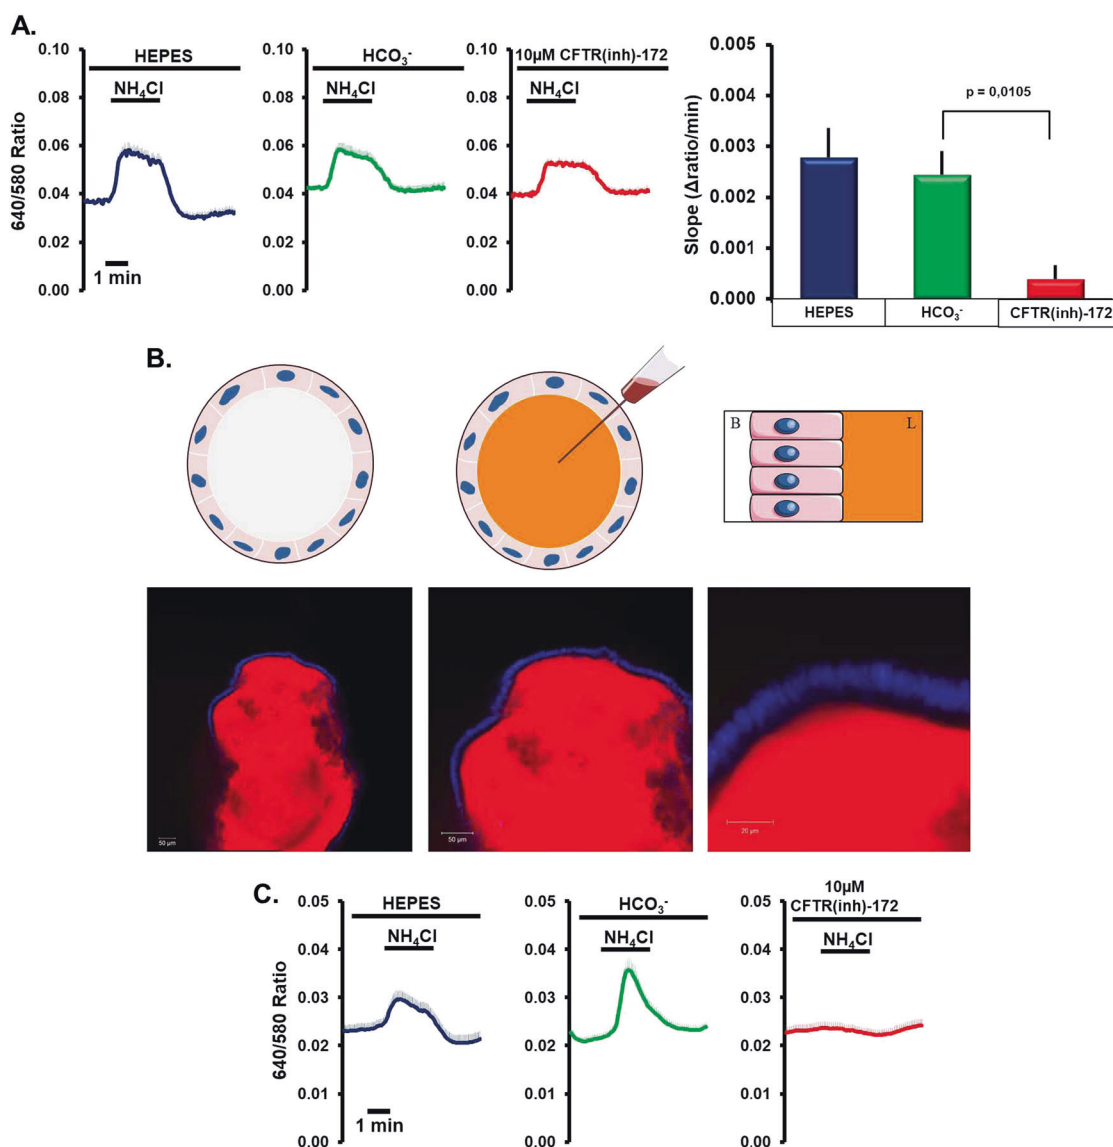 A.
640/580 Ratio
0.10
0.08
0.06
0.04
0.02
0.00
HEPES
NH₄Cl
1 min
0.10
0.08
0.06
0.04
0.02
0.00
HCO₃⁻
NH₄Cl
0.10
0.08
0.06
0.04
0.02
0.00
10µM CFTR(inh)-172
NH₄Cl
Slope (Δratio/min)
0.005
0.004
0.003
0.002
0.001
0.000
p = 0,0105
HEPES
HCO₃⁻
CFTR(inh)-172
B.
B
L
50 µm
50 µm
20 µm
C.
640/580 Ratio
0.05
0.04
0.03
0.02
0.01
0.00
HEPES
NH₄Cl
1 min
0.05
0.04
0.03
0.02
0.01
0.00
HCO₃⁻
NH₄Cl
0.05
0.04
0.03
0.02
0.01
0.00
10µM
CFTR(inh)-172
NH₄Cl